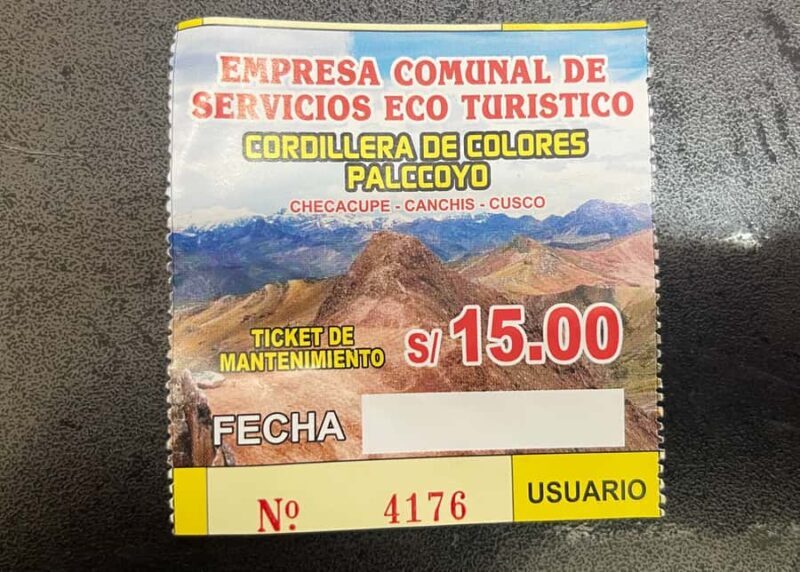 EMPRESA COMUNAL DE
SERVICIOS ECO TURISTICO
CORDILLERA DE COLORES
PALCCOYO
CHECACUPE - CANCHIS - CUSCO
TICKET DE
MANTENIMIENTO
S/ 15.00
FECHA
Nº 4176
USUARIO